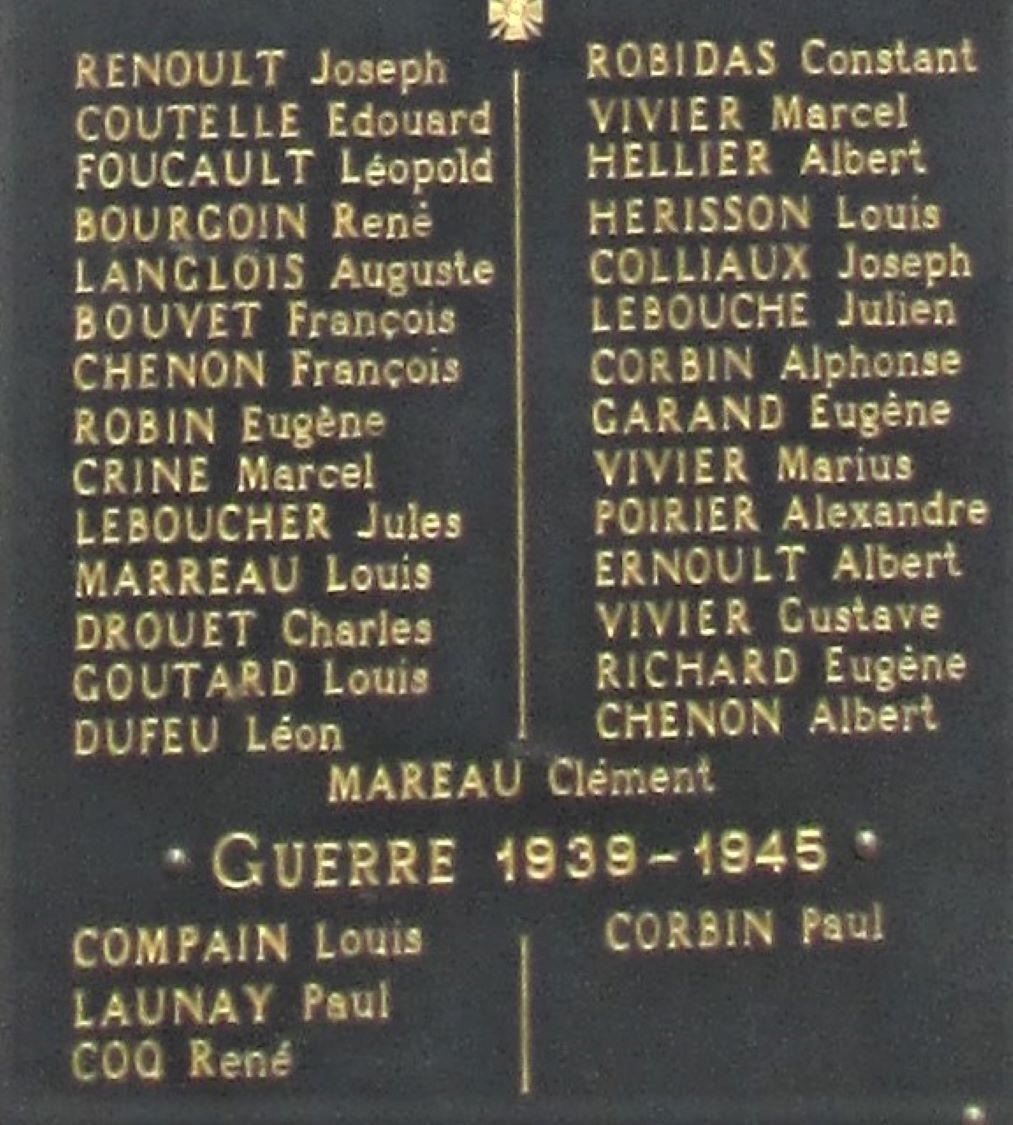 RENOULT Joseph
COUTELLE Edouard
FOUCAULT Léopold
BOURGOIN René
LANGLOIS Auguste
BOUVET François
CHENON François
ROBIN Eugène
CRINE Marcel
LEBOUCHER Jules
MARREAU Louis
DROUET Charles
GOUTARD Louis
DUFEU Léon
ROBIDAS Constant
VIVIER Marcel
HELLIER Albert
HERISSON Louis
COLLIAUX Joseph
LEBOUCHE Julien
CORBIN Alphonse
GARAND Eugène
VIVIER Marius
POIRIER Alexandre
ERNOULT Albert
VIVIER Gustave
RICHARD Eugène
CHENON Albert
MAREAU Clément
GUERRE 1939-1945
COMPAIN Louis
LAUNAY Paul
COQ René
CORBIN Paul